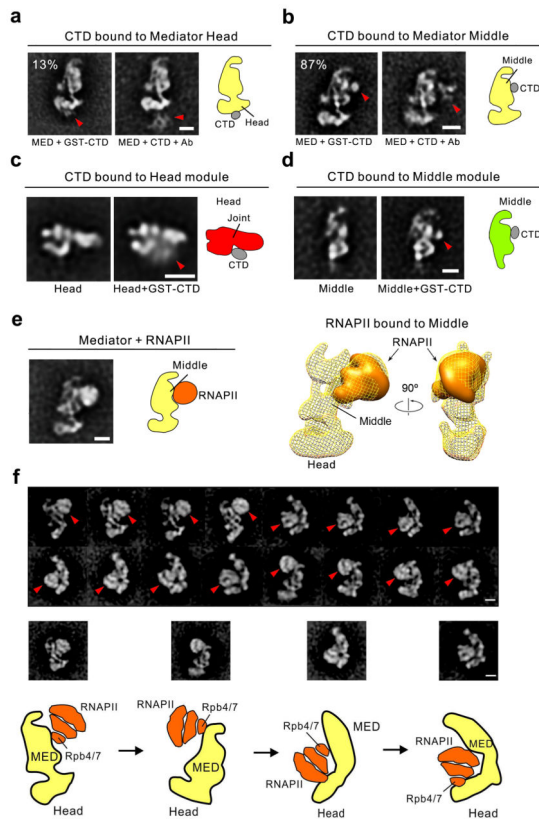 a
CTD bound to Mediator Head
13%
MED + GST-CTD
MED + CTD + Ab
CTD
Head
b
CTD bound to Mediator Middle
87%
MED + GST-CTD
MED + CTD + Ab
Middle
CTD
c
CTD bound to Head module
Head
Head+GST-CTD
Head
Joint
CTD
d
CTD bound to Middle module
Middle
Middle+GST-CTD
Middle
CTD
e
Mediator + RNAPII
Middle
RNAPII
RNAPII bound to Middle
RNAPII
90º
Middle
Head
f
RNAPII
MED
Rpb4/7
Head
RNAPII
Rpb4/7
MED
Head
Rpb4/7
MED
RNAPII
Head
RNAPII
MED
Rpb4/7
Head